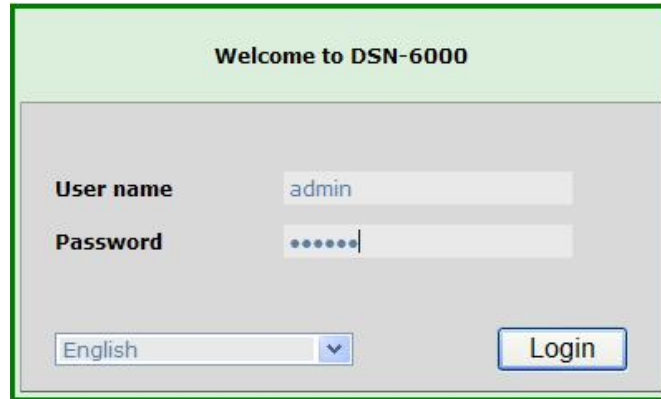 Welcome to DSN-6000
User name admin
Password ••••••
English Login